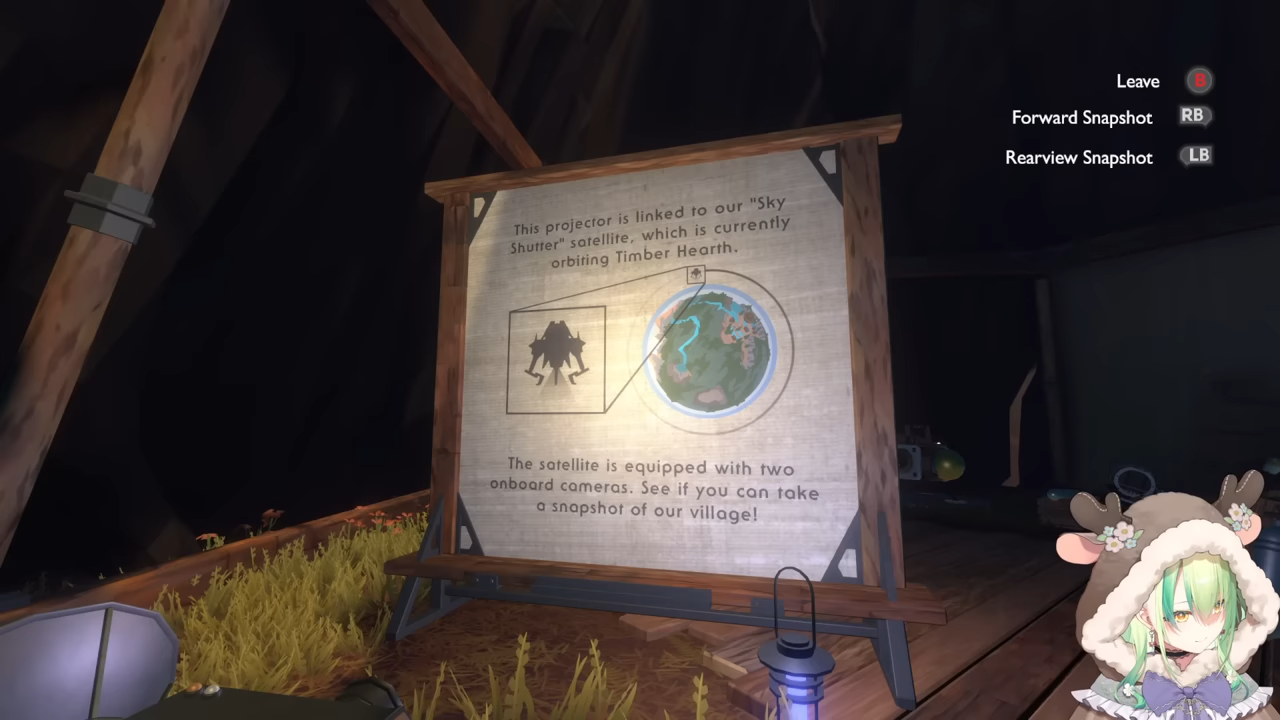 Leave B
Forward Snapshot RB
Rearview Snapshot LB
This projector is linked to our "Sky
Shutter" satellite, which is currently
orbiting Timber Hearth.
The satellite is equipped with two
onboard cameras. See if you can take
a snapshot of our village!